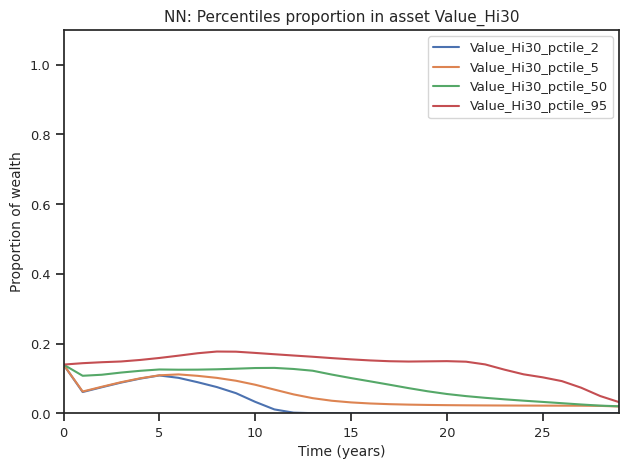 NN: Percentiles proportion in asset Value_Hi30
Value_Hi30_pctile_2
Value_Hi30_pctile_5
Value_Hi30_pctile_50
Value_Hi30_pctile_95
Proportion of wealth
1.0
0.8
0.6
0.4
0.2
0.0
0 5 10 15 20 25
Time (years)